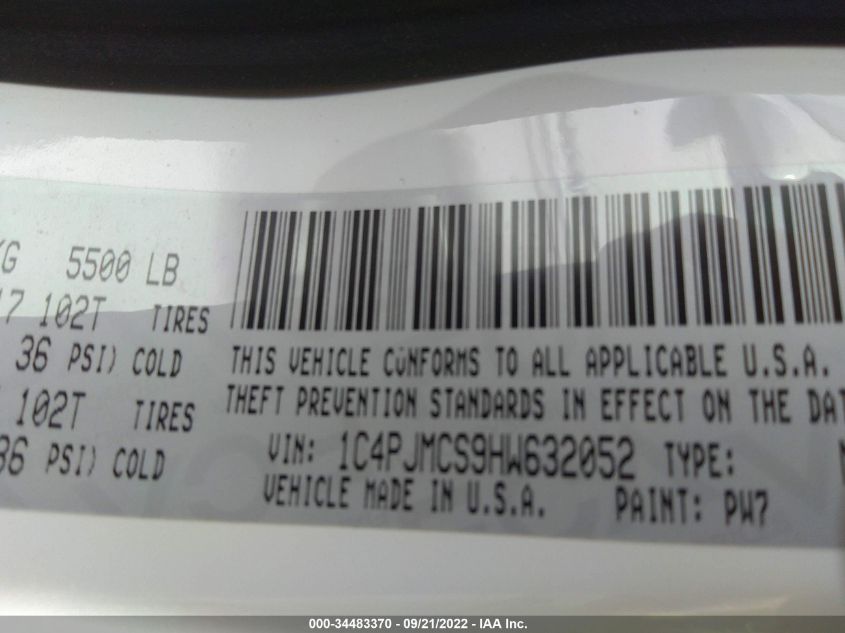 KG 5500 LB
17 102T TIRES
36 PSI) COLD
102T TIRES
36 PSI) COLD
THIS VEHICLE CONFORMS TO ALL APPLICABLE U.S.A.
THEFT PREVENTION STANDARDS IN EFFECT ON THE DAT
VIN: 1C4PJMCS9HW632052 TYPE:
VEHICLE MADE IN U.S.A. PAINT: PW7
000-34483370 - 09/21/2022 - IAA Inc.